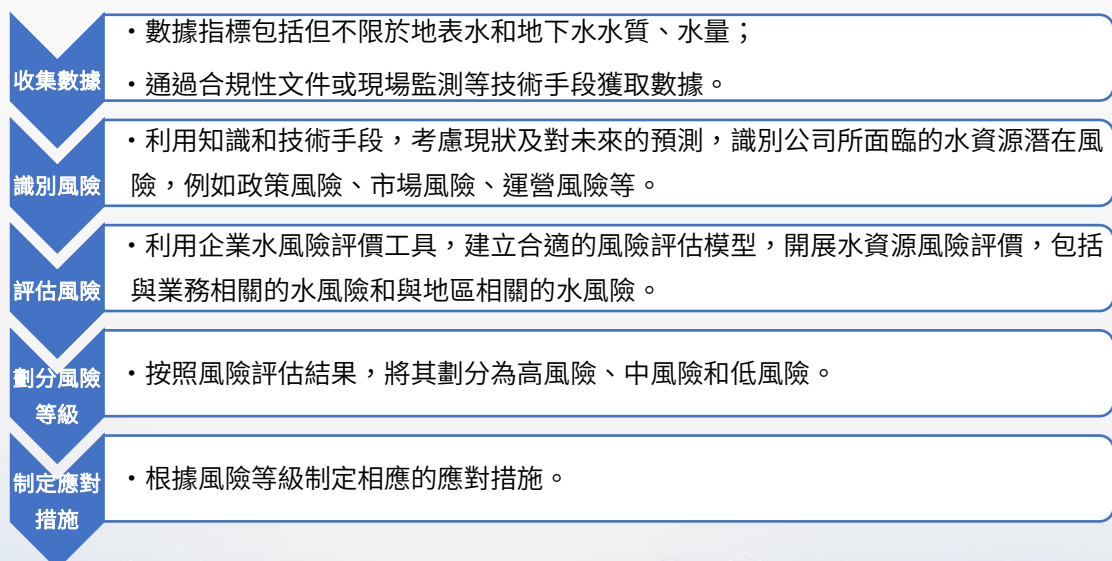 收集數據
・數據指標包括但不限於地表水和地下水水質、水量；
・通過合規性文件或現場監測等技術手段獲取數據。
識別風險
・利用知識和技術手段，考慮現狀及對未來的預測，識別公司所面臨的水資源潛在風
險，例如政策風險、市場風險、運營風險等。
評估風險
・利用企業水風險評價工具，建立合適的風險評估模型，開展水資源風險評價，包括
與業務相關的水風險和與地區相關的水風險。
劃分風險
等級
・按照風險評估結果，將其劃分為高風險、中風險和低風險。
制定應對
措施
・根據風險等級制定相應的應對措施。